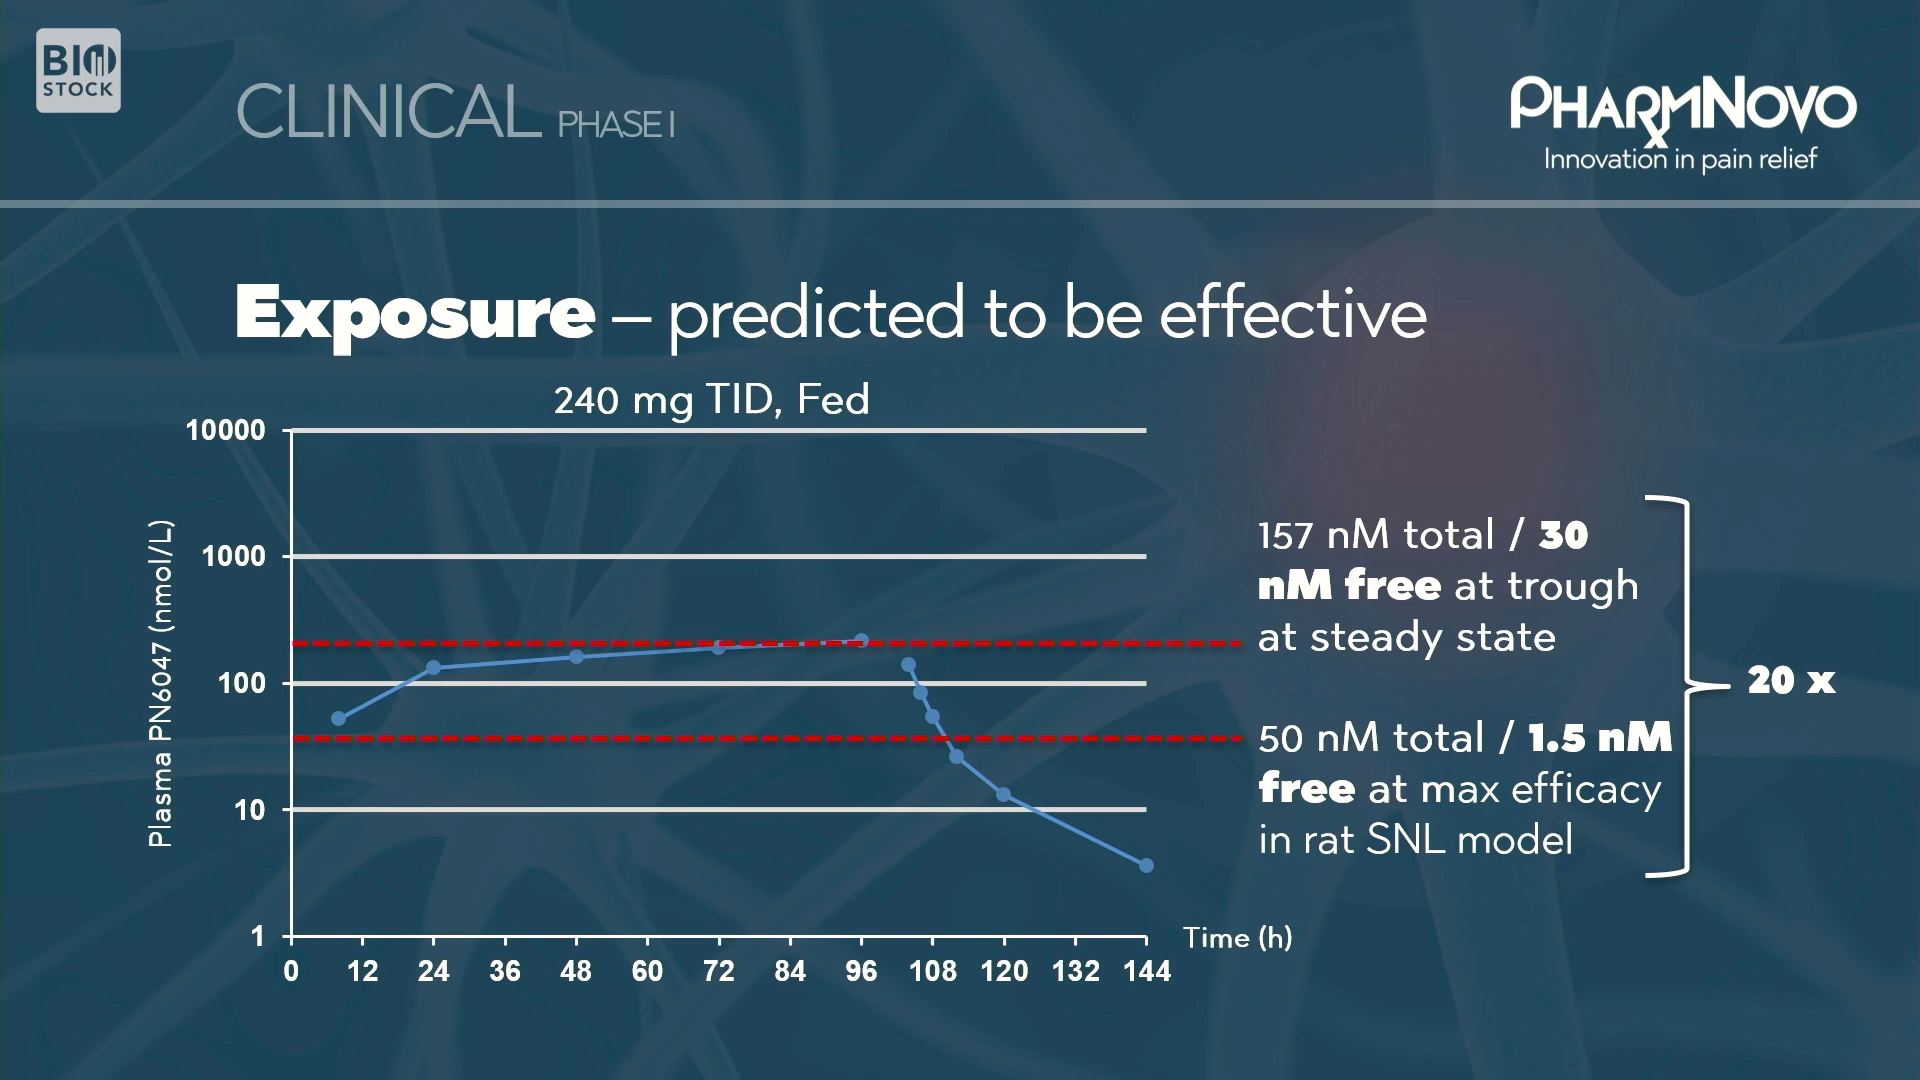 BIO
STOCK
CLINICAL PHASE I
PHARMNOVO
Innovation in pain relief
Exposure – predicted to be effective
240 mg TID, Fed
10000
1000
100
10
1
Plasma PN6047 (nmol/L)
0 12 24 36 48 60 72 84 96 108 120 132 144
Time (h)
157 nM total / 30
nM free at trough
at steady state
50 nM total / 1.5 nM
free at max efficacy
in rat SNL model
20 x